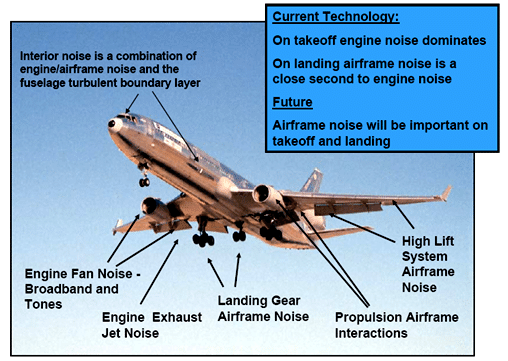 Current Technology:
On takeoff engine noise dominates
On landing airframe noise is a
close second to engine noise
Future
Airframe noise will be important on
takeoff and landing
Interior noise is a combination of
engine/airframe noise and the
fuselage turbulent boundary layer
Engine Fan Noise -
Broadband and
Tones
Engine Exhaust
Jet Noise
Landing Gear
Airframe Noise
Propulsion Airframe
Interactions
High Lift
System
Airframe
Noise